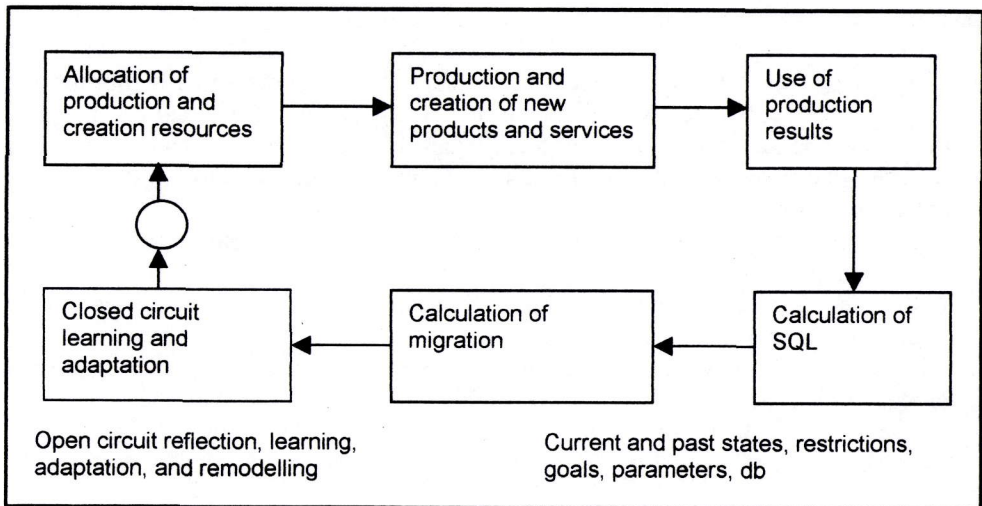 Allocation of
production and
creation resources
Production and
creation of new
products and services
Use of
production
results
Closed circuit
learning and
adaptation
Calculation of
migration
Calculation of
SQL
Open circuit reflection, learning,
adaptation, and remodelling
Current and past states, restrictions,
goals, parameters, db